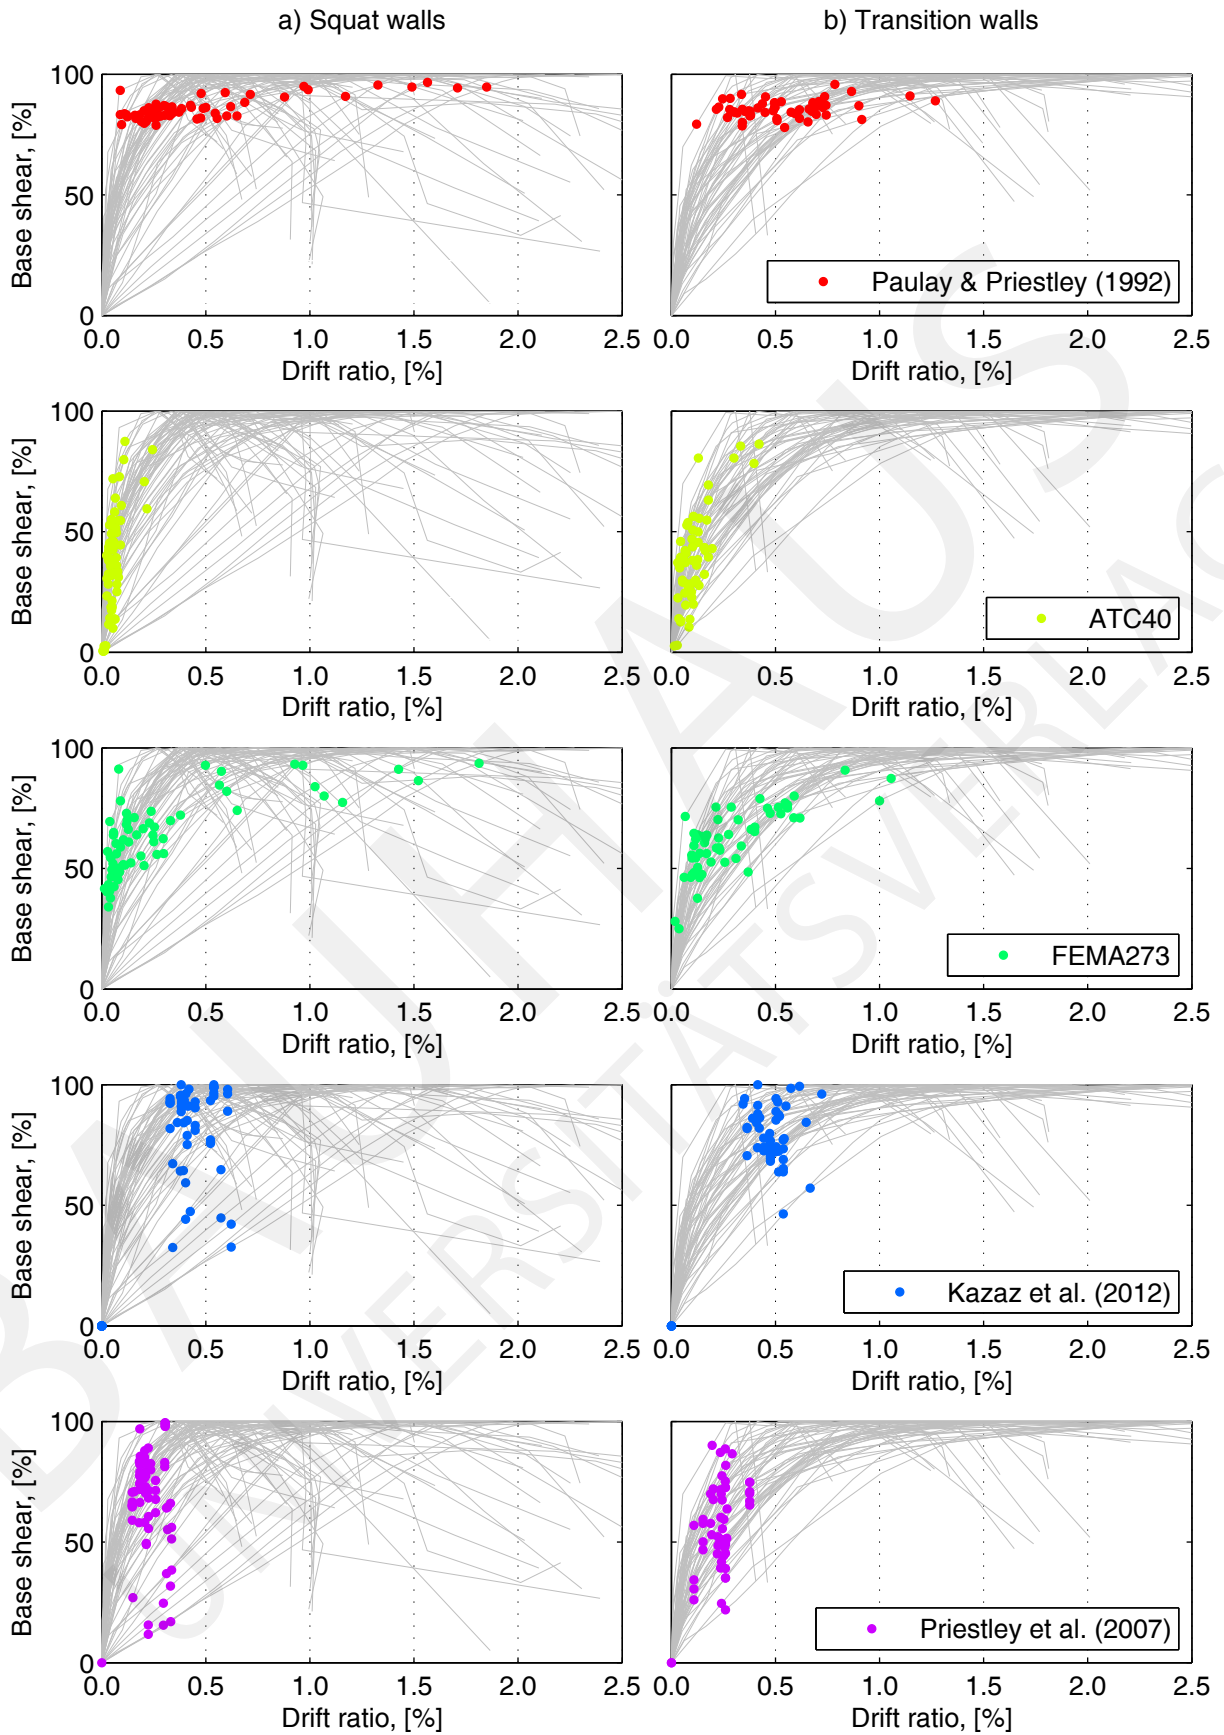 a) Squat walls
b) Transition walls
Base shear, [%]
100
50
0
0.0 0.5 1.0 1.5 2.0 2.5
Drift ratio, [%]
Paulay & Priestley (1992)
0.0 0.5 1.0 1.5 2.0 2.5
Drift ratio, [%]
Base shear, [%]
100
50
0
0.0 0.5 1.0 1.5 2.0 2.5
Drift ratio, [%]
ATC40
0.0 0.5 1.0 1.5 2.0 2.5
Drift ratio, [%]
Base shear, [%]
100
50
0
0.0 0.5 1.0 1.5 2.0 2.5
Drift ratio, [%]
FEMA273
0.0 0.5 1.0 1.5 2.0 2.5
Drift ratio, [%]
Base shear, [%]
100
50
0
0.0 0.5 1.0 1.5 2.0 2.5
Drift ratio, [%]
Kazaz et al. (2012)
0.0 0.5 1.0 1.5 2.0 2.5
Drift ratio, [%]
Base shear, [%]
100
50
0
0.0 0.5 1.0 1.5 2.0 2.5
Drift ratio, [%]
Priestley et al. (2007)
0.0 0.5 1.0 1.5 2.0 2.5
Drift ratio, [%]
BAUHAUS
UNIVERSITÄTSVERLAG